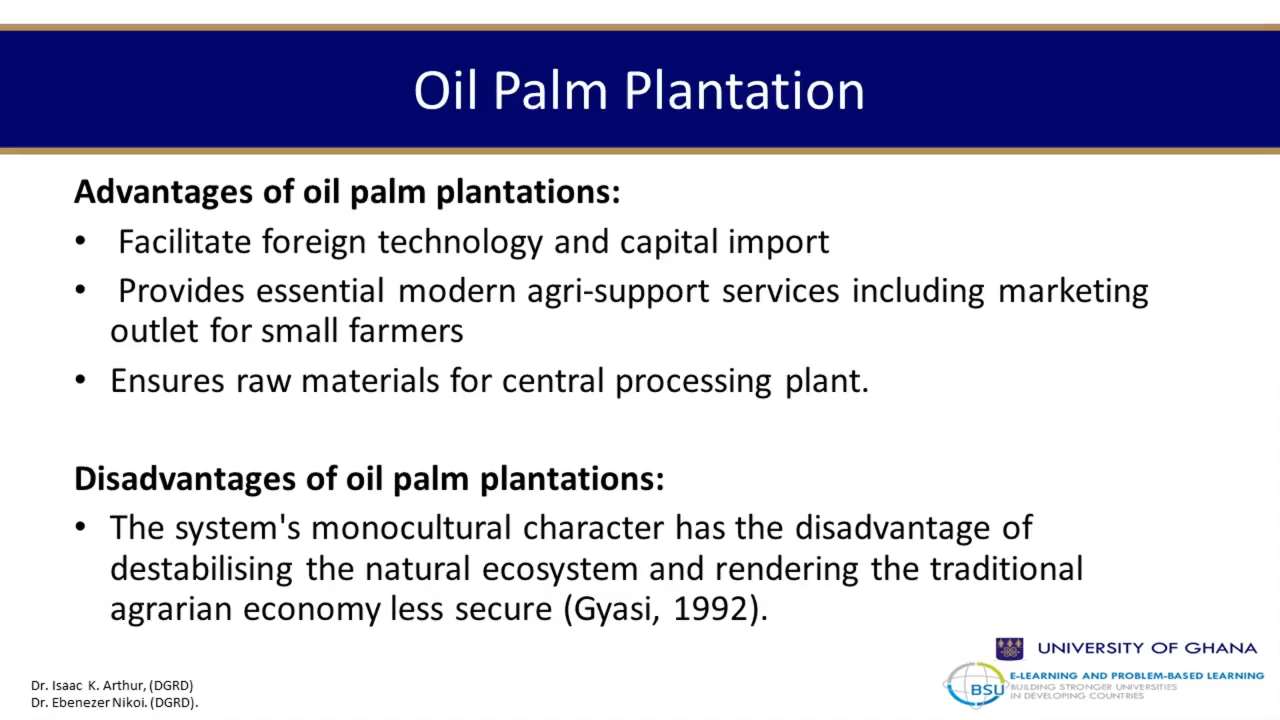 Oil Palm Plantation
Advantages of oil palm plantations:
• Facilitate foreign technology and capital import
• Provides essential modern agri-support services including marketing
outlet for small farmers
• Ensures raw materials for central processing plant.
Disadvantages of oil palm plantations:
• The system's monocultural character has the disadvantage of
destabilising the natural ecosystem and rendering the traditional
agrarian economy less secure (Gyasi, 1992).
UNIVERSITY OF GHANA
BSU
E-LEARNING AND PROBLEM-BASED LEARNING
BUILDING STRONGER UNIVERSITIES
IN DEVELOPING COUNTRIES
Dr. Isaac K. Arthur, (DGRD)
Dr. Ebenezer Nikoi. (DGRD).